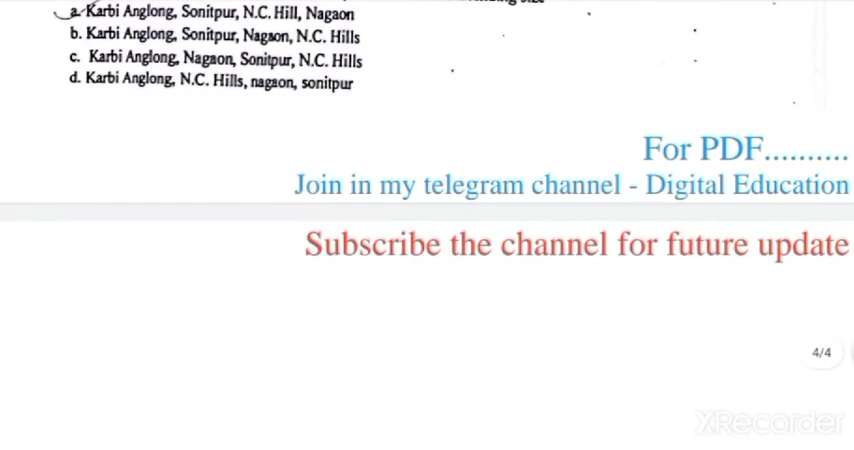 a. Karbi Anglong, Sonitpur, N.C. Hill, Nagaon
b. Karbi Anglong, Sonitpur, Nagaon, N.C. Hills
c. Karbi Anglong, Nagaon, Sonitpur, N.C. Hills
d. Karbi Anglong, N.C. Hills, nagaon, sonitpur
For PDF..........
Join in my telegram channel - Digital Education
Subscribe the channel for future update
4/4
XRecorder